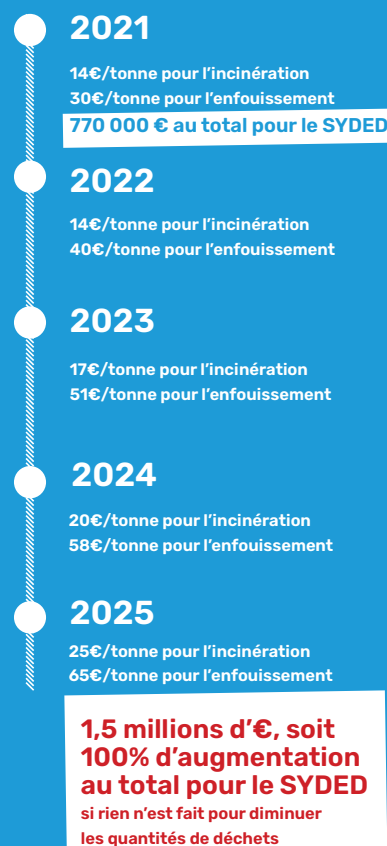 2021
14€/tonne pour l'incinération
30€/tonne pour l'enfouissement
770 000 € au total pour le SYDED
2022
14€/tonne pour l'incinération
40€/tonne pour l'enfouissement
2023
17€/tonne pour l'incinération
51€/tonne pour l'enfouissement
2024
20€/tonne pour l'incinération
58€/tonne pour l'enfouissement
2025
25€/tonne pour l'incinération
65€/tonne pour l'enfouissement
1,5 millions d'€, soit
100% d'augmentation
au total pour le SYDED
si rien n'est fait pour diminuer
les quantités de déchets